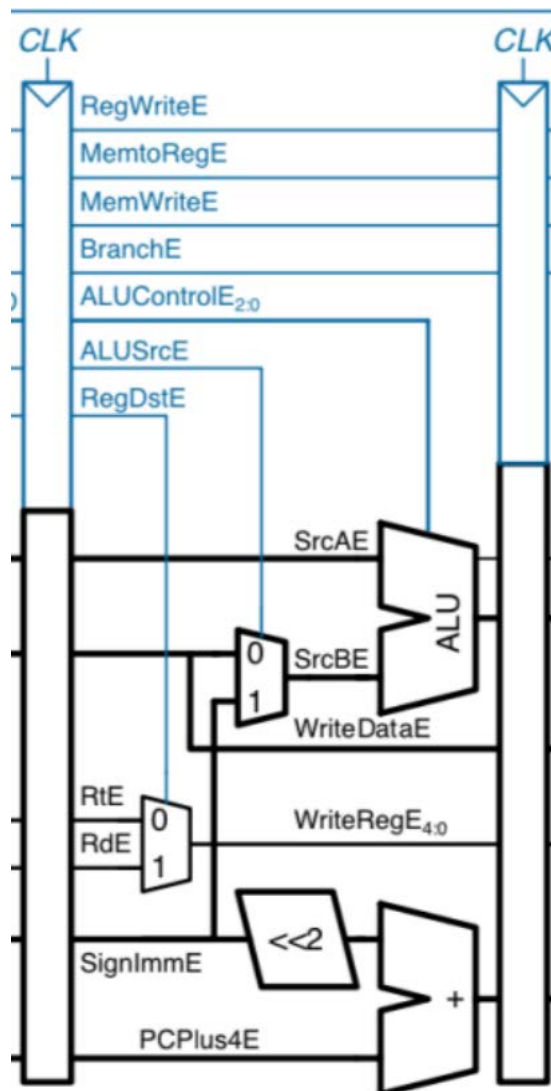 CLK CLK
RegWriteE
MemtoRegE
MemWriteE
BranchE
ALUControlE2:0
ALUSrcE
RegDstE
SrcAE
ALU
0
SrcBE
1
WriteDataE
RtE
0
WriteRegE4:0
RdE
1
<<2
SignImmE
+
PCPlus4E